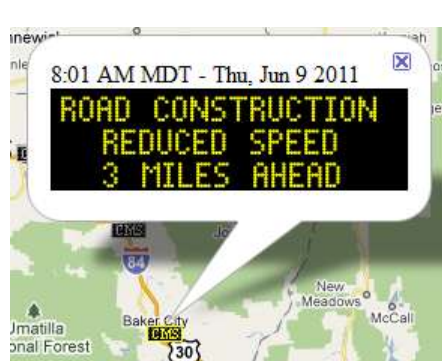 8:01 AM MDT - Thu, Jun 9 2011
ROAD CONSTRUCTION
REDUCED SPEED
3 MILES AHEAD
CMS
84
New
Meadows
McCall
Baker City
CMS
30
Umatilla
onal Forest